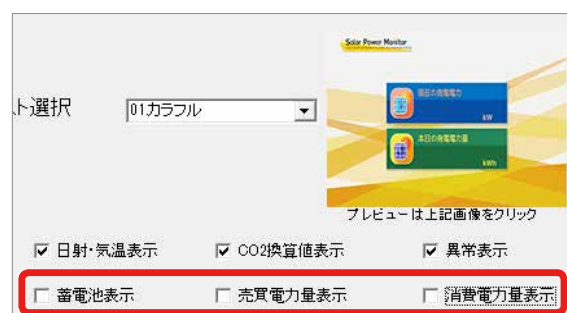 Solar Power Monitor
現在の発電電力
kW
スト選択 01カラフル
本日の発電電力量
kWh
プレビューは上記画像をクリック
日射・気温表示 CO2換算値表示 異常表示
蓄電池表示 売買電力量表示 消費電力量表示